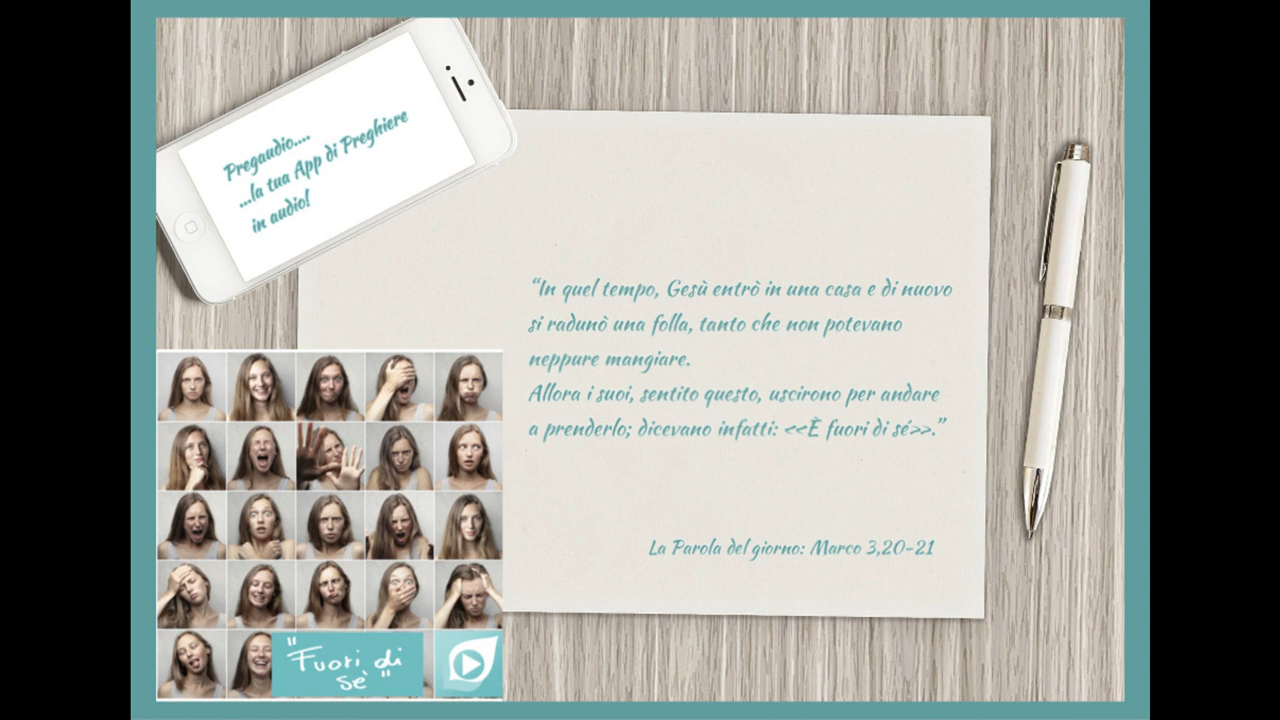 Pregaudio....
...la tua App di Preghiere
in audio!
“In quel tempo, Gesù entrò in una casa e di nuovo
si radunò una folla, tanto che non potevano
neppure mangiare.
Allora i suoi, sentito questo, uscirono per andare
a prenderlo; dicevano infatti: <<È fuori di sé>>.”
La Parola del giorno: Marco 3,20-21
"Fuori di
sè"